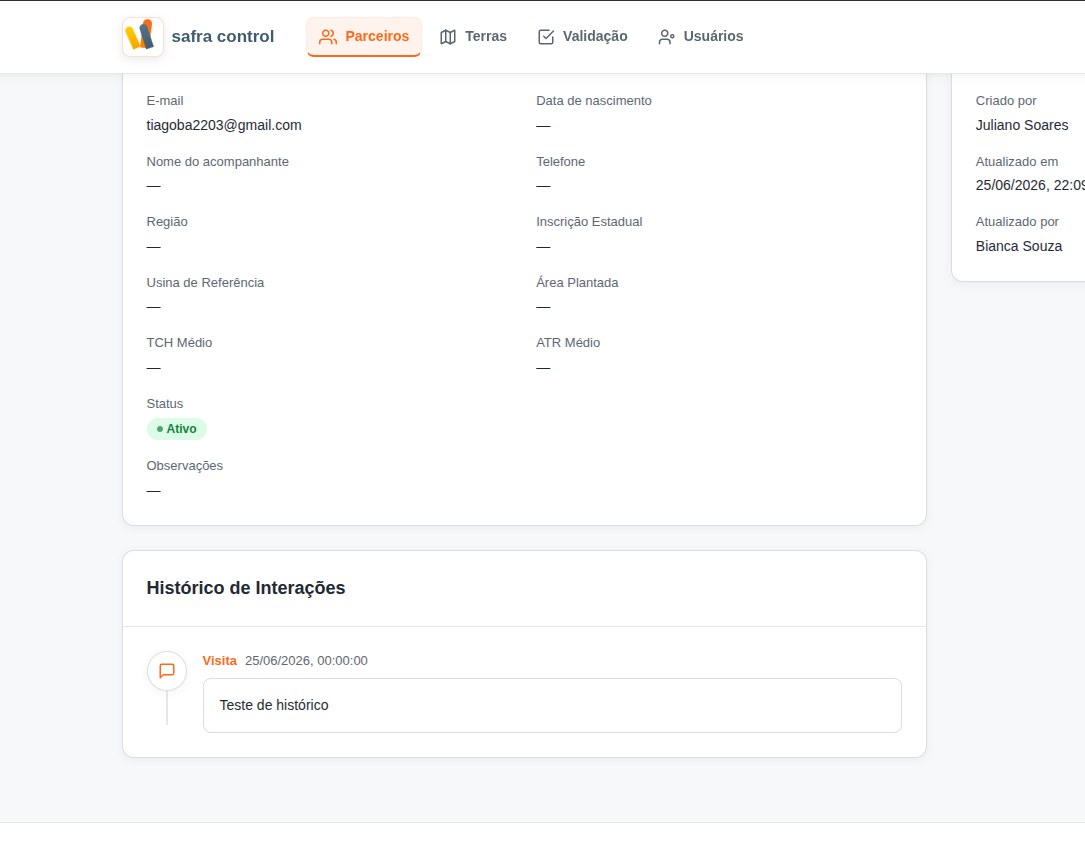 safra control
Parceiros
Terras
Validação
Usuários
E-mail
tiagoba2203@gmail.com
Data de nascimento
—
Nome do acompanhante
—
Telefone
—
Região
—
Inscrição Estadual
—
Usina de Referência
—
Área Plantada
—
TCH Médio
—
ATR Médio
—
Status
Ativo
Observações
—
Criado por
Juliano Soares
Atualizado em
25/06/2026, 22:09
Atualizado por
Bianca Souza
Histórico de Interações
Visita 25/06/2026, 00:00:00
Teste de histórico